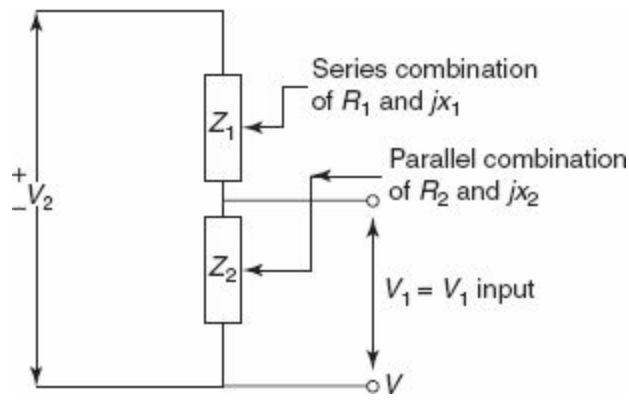 Series combination
of R₁ and jx₁
Z₁
Parallel combination
of R₂ and jx₂
+
V₂
−
Z₂
V₁ = V₁ input
V